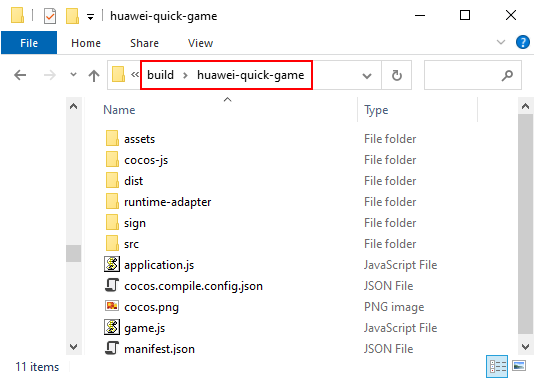 huawei-quick-game
File Home Share View
« build > huawei-quick-game
Name Type
assets File folder
cocos-js File folder
dist File folder
runtime-adapter File folder
sign File folder
src File folder
application.js JavaScript File
cocos.compile.config.json JSON File
cocos.png PNG image
game.js JavaScript File
manifest.json JSON File
11 items